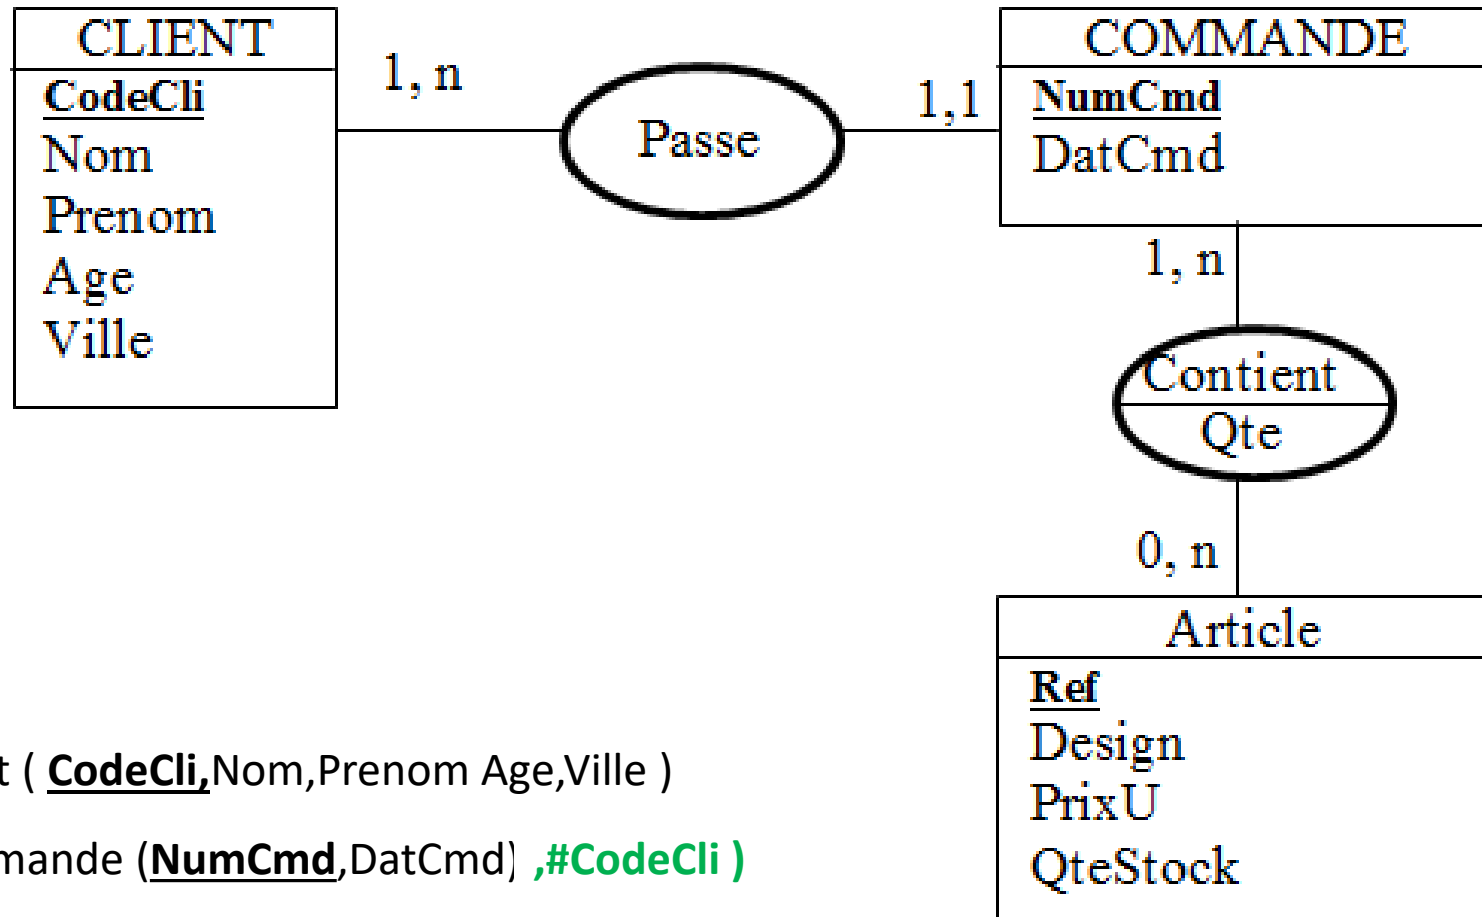 CLIENT
CodeCli
Nom
Prenom
Age
Ville
1, n
Passe
1,1
COMMANDE
NumCmd
DatCmd
1, n
Contient
Qte
0, n
Article
Ref
Design
PrixU
QteStock
t ( CodeCli,Nom,Prenom Age,Ville )
mande (NumCmd,DatCmd) ,#CodeCli )